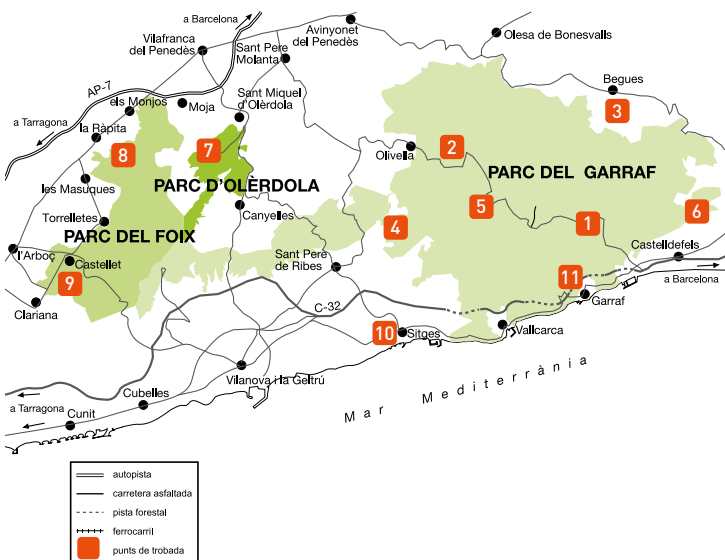 a Barcelona
Avinyonet
del Penedès
Vilafranca
del Penedès
Olesa de Bonesvalls
Sant Pere
Molanta
AP-7
Begues
els Monjos
Moja
Sant Miquel
d'Olèrdola
3
a Tarragona
la Ràpita
8
7
Olivella
2
PARC DEL GARRAF
les Masuques
PARC D'OLÈRDOLA
5
6
Torrelletes
Canyelles
4
1
PARC DEL FOIX
l'Arboç
Castellet
Sant Pere
de Ribes
Castelldefels
9
11
a Barcelona
Clariana
C-32
Garraf
10
Sitges
Vallcarca
Vilanova i la Geltrú
Mar Mediterrània
a Tarragona
Cubelles
Cunit
autopista
carretera asfaltada
pista forestal
ferrocarril
punts de trobada